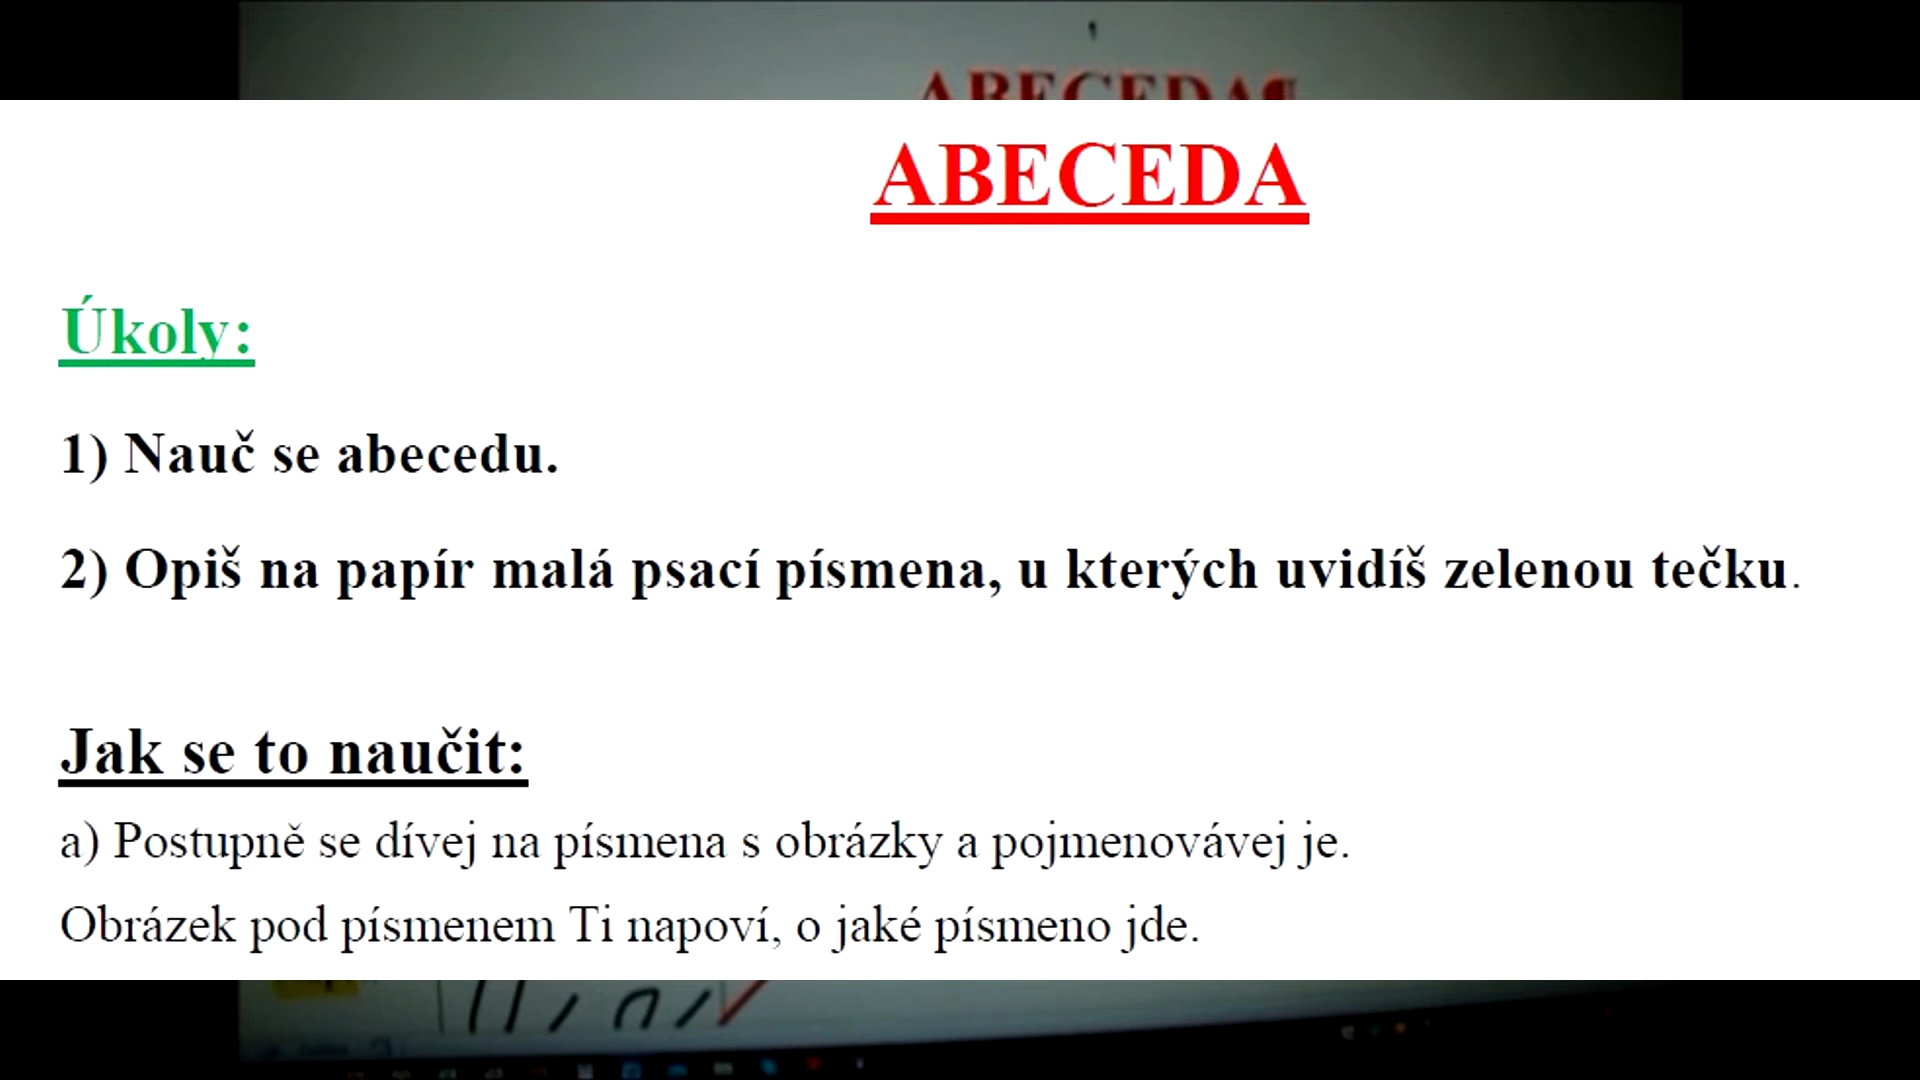 ABECEDA¶
ABECEDA
Úkoly:
1) Nauč se abecedu.
2) Opiš na papír malá psací písmena, u kterých uvidíš zelenou tečku.
Jak se to naučit:
a) Postupně se dívej na písmena s obrázky a pojmenovávej je.
Obrázek pod písmenem Ti napoví, o jaké písmeno jde.